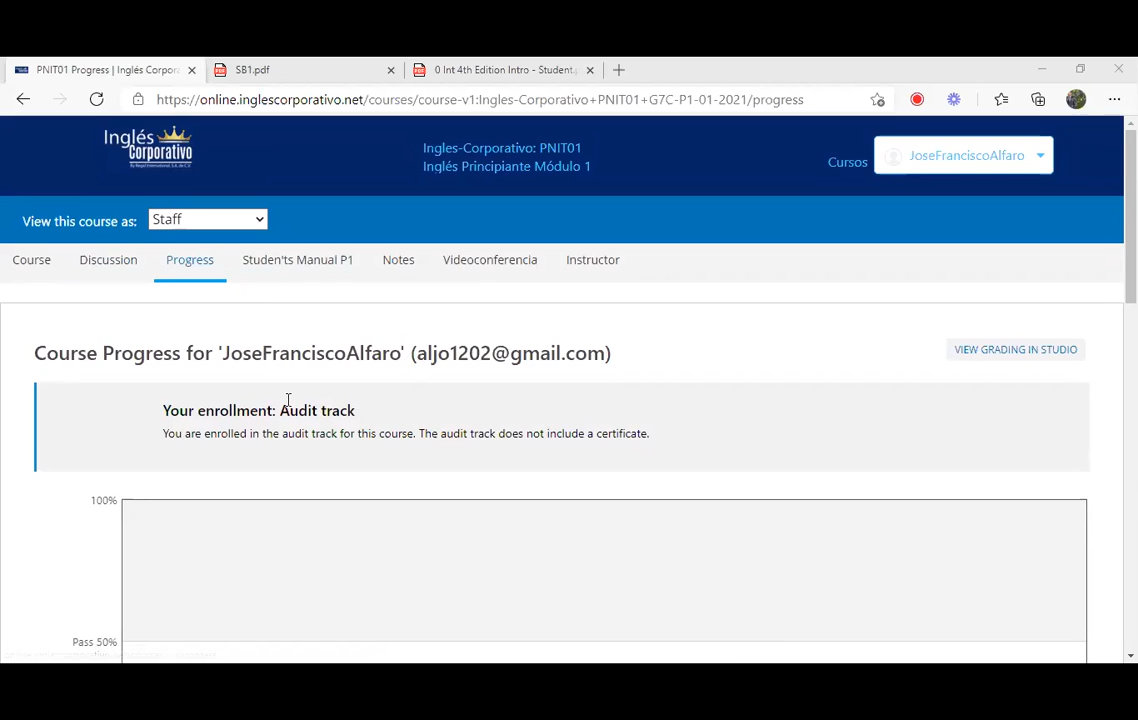 PNIT01 Progress | Inglés Corpora
SB1.pdf
0 Int 4th Edition Intro - Student.
https://online.inglescorporativo.net/courses/course-v1:Ingles-Corporativo+PNIT01+G7C-P1-01-2021/progress
Inglés
Corporativo
Ingles-Corporativo: PNIT01
Inglés Principiante Módulo 1
Cursos
JoseFranciscoAlfaro
View this course as:
Staff
Course
Discussion
Progress
Studen'ts Manual P1
Notes
Videoconferencia
Instructor
Course Progress for 'JoseFranciscoAlfaro' (aljo1202@gmail.com)
VIEW GRADING IN STUDIO
Your enrollment: Audit track
You are enrolled in the audit track for this course. The audit track does not include a certificate.
100%
Pass 50%